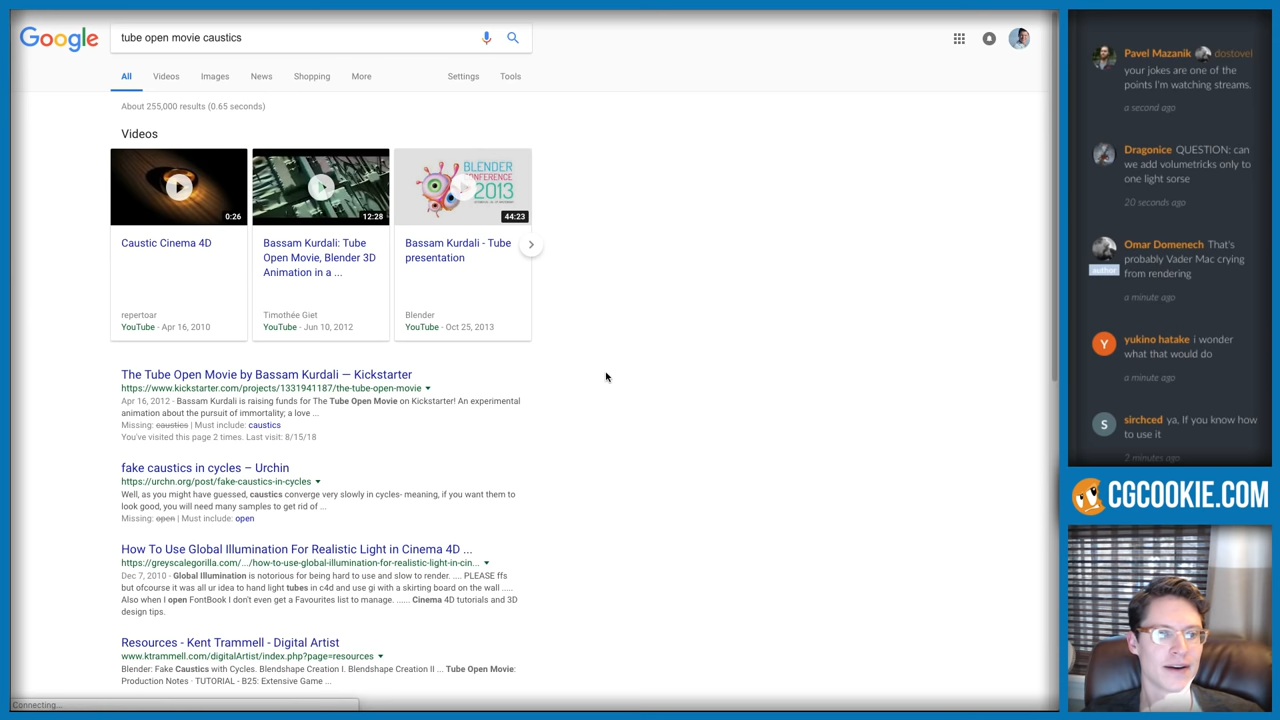 Google
tube open movie caustics
All Videos Images News Shopping More Settings Tools
About 255,000 results (0.65 seconds)
Videos
0:26
12:28
BLENDER
CONFERENCE
2013
44:23
Caustic Cinema 4D
repertoar
YouTube - Apr 16, 2010
Bassam Kurdali: Tube
Open Movie, Blender 3D
Animation in a ...
Timothée Giet
YouTube - Jun 10, 2012
Bassam Kurdali - Tube
presentation
Blender
YouTube - Oct 25, 2013
The Tube Open Movie by Bassam Kurdali — Kickstarter
https://www.kickstarter.com/projects/1331941187/the-tube-open-movie
Apr 16, 2012 - Bassam Kurdali is raising funds for The Tube Open Movie on Kickstarter! An experimental
animation about the pursuit of immortality; a love ...
Missing: caustics | Must include: caustics
You've visited this page 2 times. Last visit: 8/15/18
fake caustics in cycles – Urchin
https://urchn.org/post/fake-caustics-in-cycles
Well, as you might have guessed, caustics converge very slowly in cycles- meaning, if you want them to
look good, you will need many samples to get rid of ...
Missing: open | Must include: open
How To Use Global Illumination For Realistic Light in Cinema 4D ...
https://greyscalegorilla.com/.../how-to-use-global-illumination-for-realistic-light-in-cin...
Dec 7, 2010 - Global Illumination is notorious for being hard to use and slow to render. .... PLEASE ffs
but ofcourse it was all ur idea to hand light tubes in c4d and use gi with a skirting board on the wall .....
Also when I open FontBook I don't even get a Favourites list to manage. ...... Cinema 4D tutorials and 3D
design tips.
Resources - Kent Trammell - Digital Artist
www.ktrammell.com/digitalArtist/index.php?page=resources
Blender: Fake Caustics with Cycles. Blendshape Creation I. Blendshape Creation II ... Tube Open Movie:
Production Notes · TUTORIAL - B25: Extensive Game ...
Connecting...
Pavel Mazanik dostovel
your jokes are one of the
points I'm watching streams.
a second ago
Dragonice QUESTION: can
we add volumetricks only to
one light sorse
20 seconds ago
Omar Domenech That's
author
probably Vader Mac crying
from rendering
a minute ago
Y
yukino hatake i wonder
what that would do
a minute ago
S
sirchced ya, If you know how
to use it
2 minutes ago
CGCOOKIE.COM